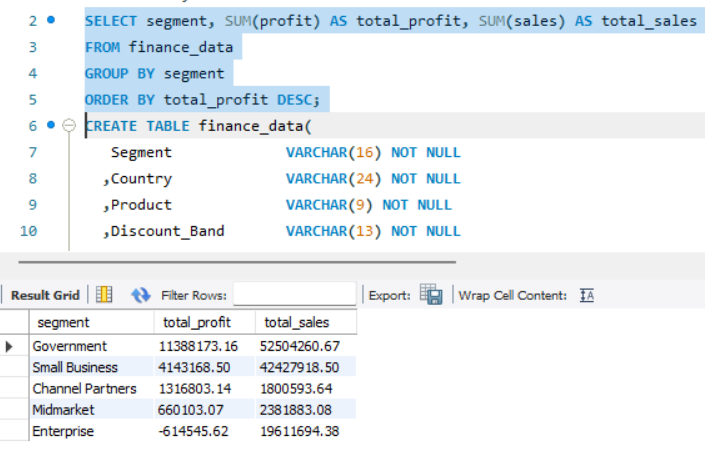 2 SELECT segment, SUM(profit) AS total_profit, SUM(sales) AS total_sales
3 FROM finance_data
4 GROUP BY segment
5 ORDER BY total_profit DESC;
6 CREATE TABLE finance_data(
7 Segment VARCHAR(16) NOT NULL
8 ,Country VARCHAR(24) NOT NULL
9 ,Product VARCHAR(9) NOT NULL
10 ,Discount_Band VARCHAR(13) NOT NULL
Result Grid Filter Rows: Export: Wrap Cell Content: IA
segment total_profit total_sales
Government 11388173.16 52504260.67
Small Business 4143168.50 42427918.50
Channel Partners 1316803.14 1800593.64
Midmarket 660103.07 2381883.08
Enterprise -614545.62 19611694.38